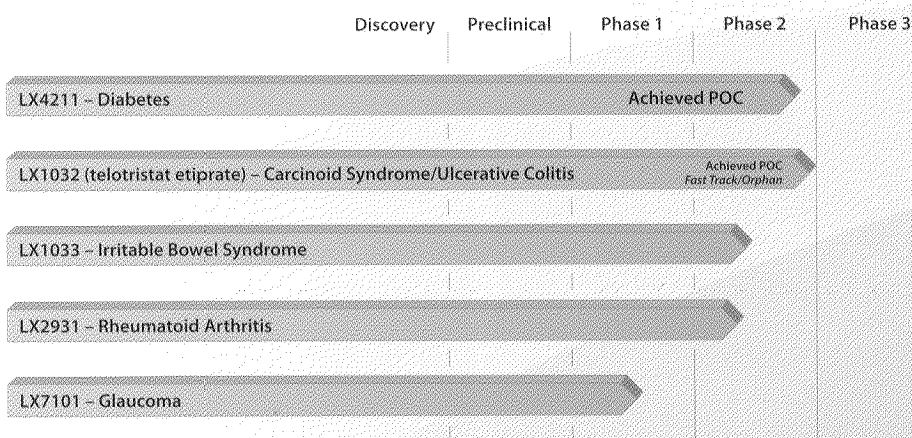 Discovery Preclinical Phase 1 Phase 2 Phase 3
LX4211 – Diabetes Achieved POC
LX1032 (telotristat etiprate) – Carcinoid Syndrome/Ulcerative Colitis Achieved POC
Fast Track/Orphan
LX1033 – Irritable Bowel Syndrome
LX2931 – Rheumatoid Arthritis
LX7101 – Glaucoma